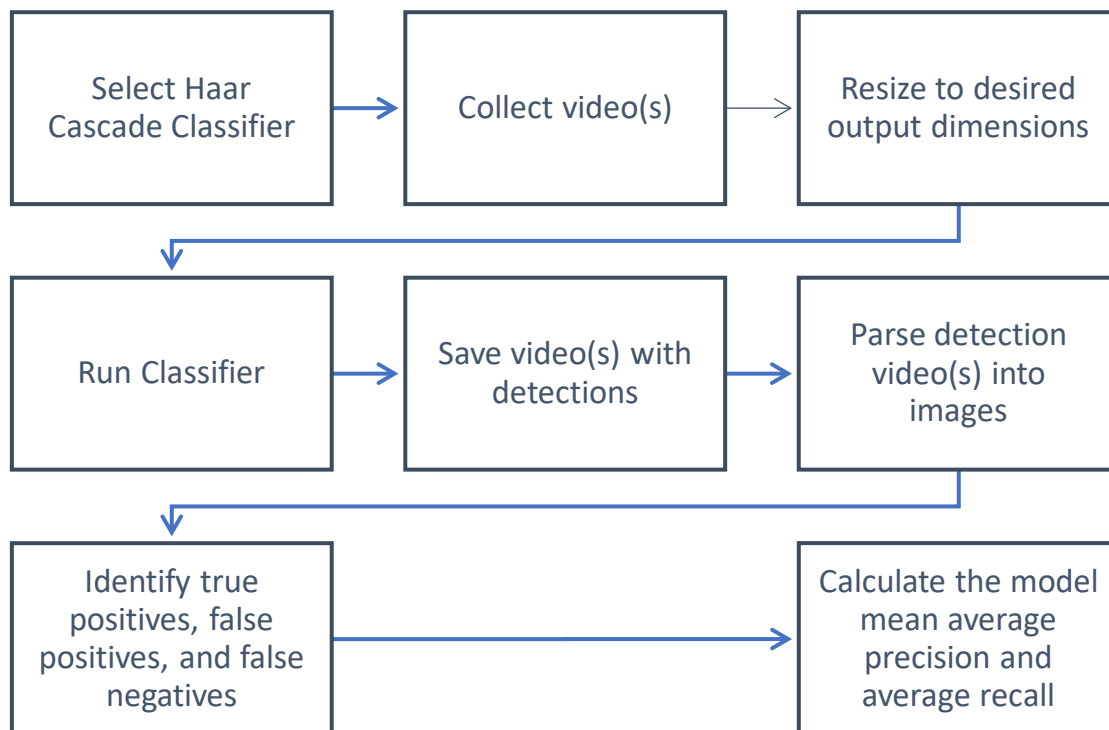 Select Haar
Cascade Classifier
Collect video(s)
Resize to desired
output dimensions
Run Classifier
Save video(s) with
detections
Parse detection
video(s) into
images
Identify true
positives, false
positives, and false
negatives
Calculate the model
mean average
precision and
average recall